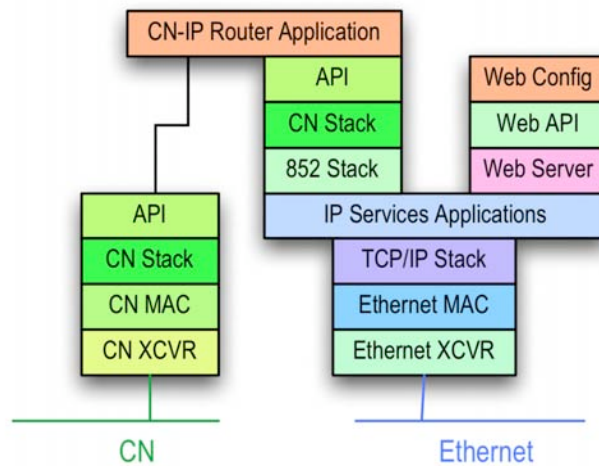 CN-IP Router Application
API
Web Config
CN Stack
Web API
852 Stack
Web Server
API
IP Services Applications
CN Stack
TCP/IP Stack
CN MAC
Ethernet MAC
CN XCVR
Ethernet XCVR
CN
Ethernet